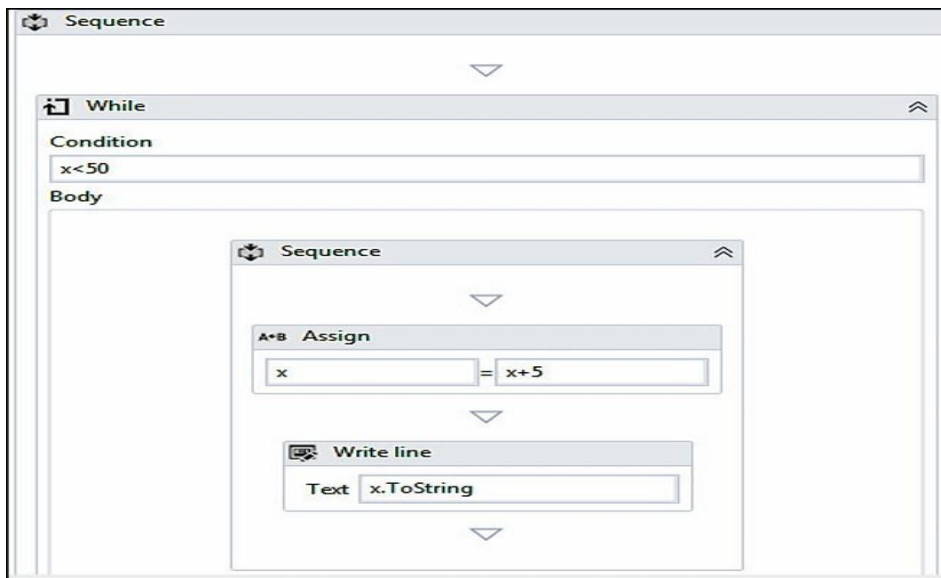 Sequence
While
Condition
x<50
Body
Sequence
A+B Assign
x = x+5
Write line
Text x.ToString